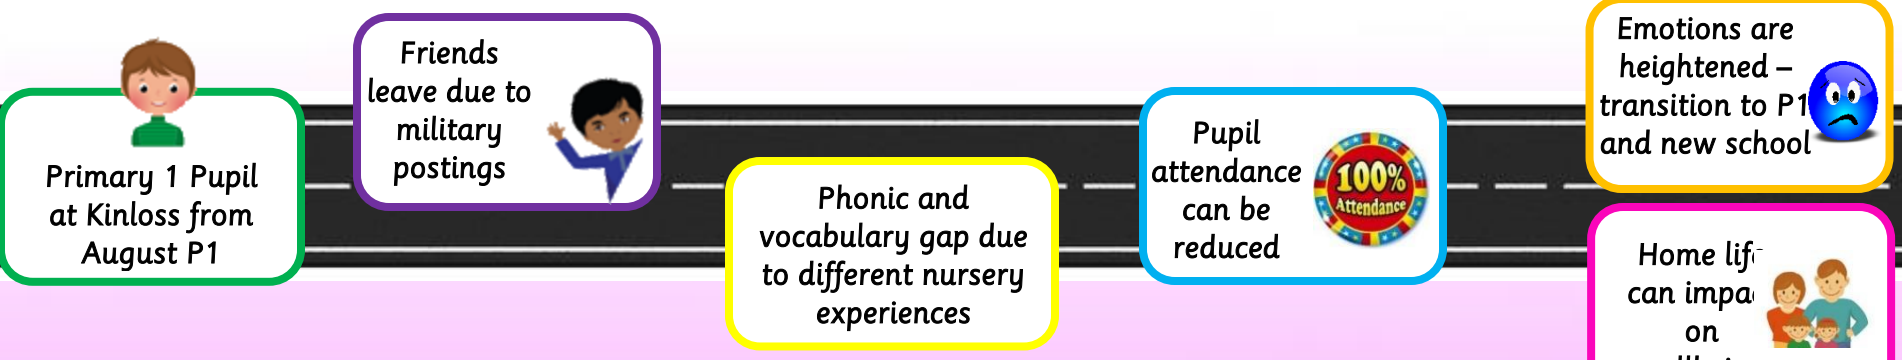 Primary 1 Pupil
at Kinloss from
August P1
Friends
leave due to
military
postings
Phonic and
vocabulary gap due
to different nursery
experiences
Pupil
attendance
can be
reduced
100%
Attendance
Emotions are
heightened –
transition to P1
and new school
Home
can
on